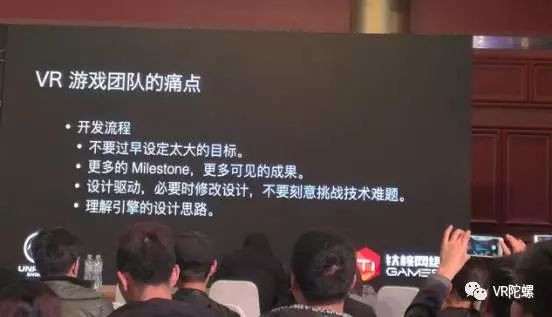 VR 游戏团队的痛点
• 开发流程
• 不要过早设定太大的目标。
• 更多的 Milestone，更多可见的成果。
• 设计驱动，必要时修改设计，不要刻意挑战技术难题。
• 理解引擎的设计思路。
钛核网络
GAMES
VR陀螺